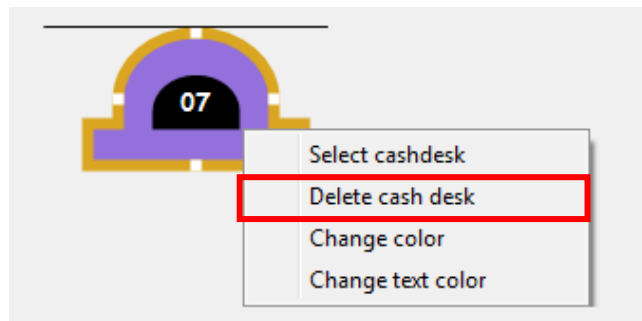 07
Select cashdesk
Delete cash desk
Change color
Change text color